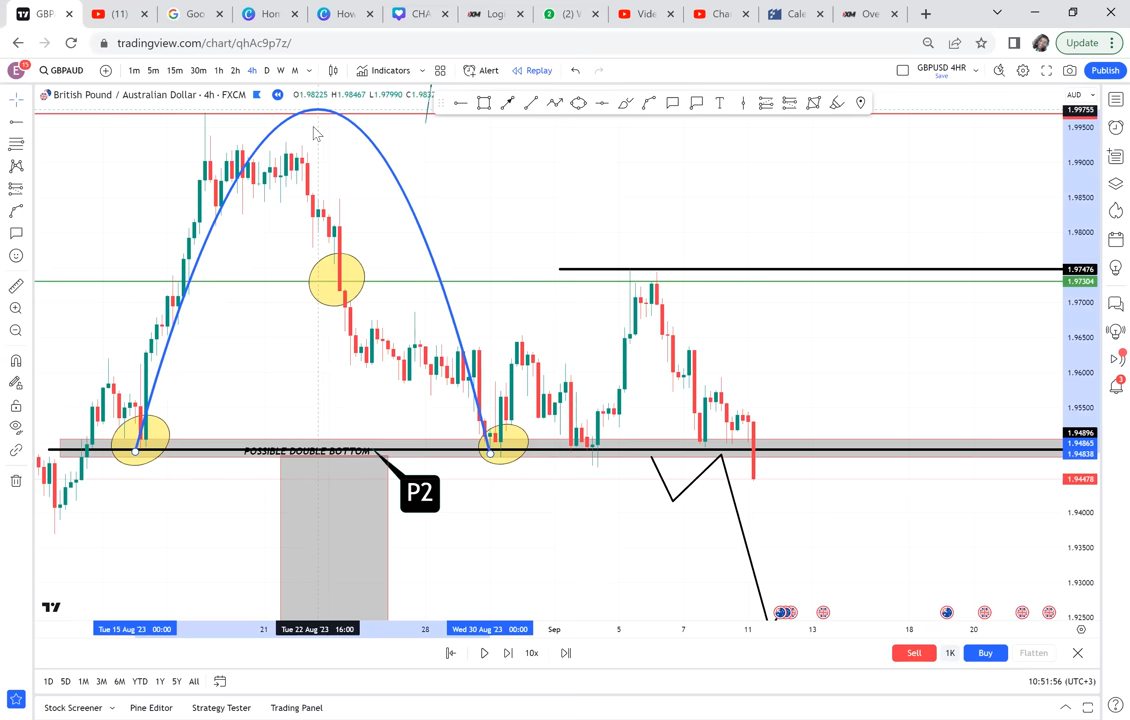 GBP
(11)
Goo
Hon
How
CHA
Logi
(2) V
Vide
Chai
Cale
Ove
tradingview.com/chart/qhAc9p7z/
Update
E
15
GBPAUD
1m 5m 15m 30m 1h 2h 4h D W M
Indicators
Alert
Replay
GBPUSD 4HR
Save
Publish
British Pound / Australian Dollar · 4h · FXCM
O1.98225 H1.98467 L1.97990
AUD
1.99755
1.99500
1.99000
1.98500
1.98000
1.97476
1.97304
1.97000
1.96500
1.96000
1.95500
1.94896
1.94865
1.94838
1.94478
1.94000
1.93500
1.93000
1.92500
POSSIBLE DOUBLE BOTTOM
P2
3
Tue 15 Aug '23 00:00
21
Tue 22 Aug '23 16:00
28
Wed 30 Aug '23 00:00
Sep
5
7
11
13
18
20
10x
Sell
1K
Buy
Flatten
1D 5D 1M 3M 6M YTD 1Y 5Y All
10:51:56 (UTC+3)
Stock Screener
Pine Editor
Strategy Tester
Trading Panel